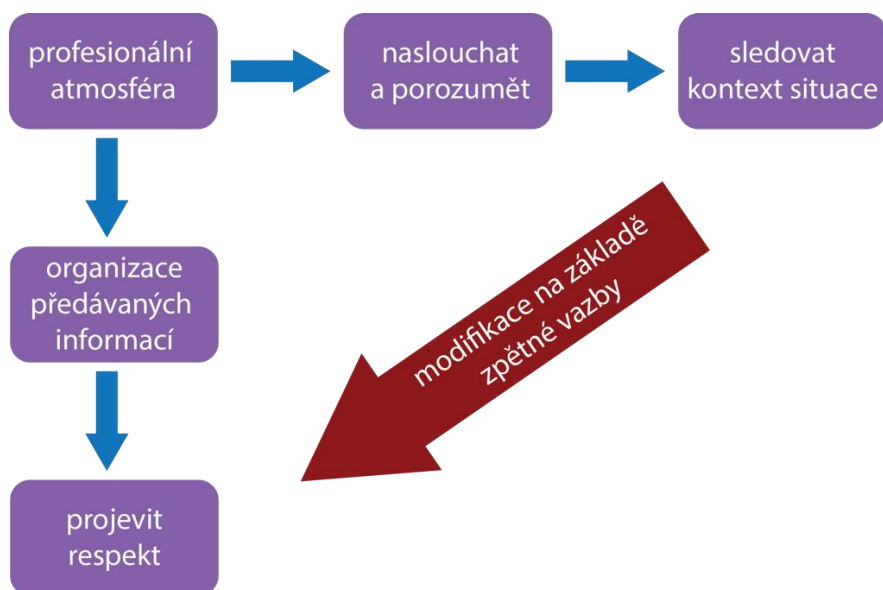 profesionální
atmosféra
naslouchat
a porozumět
sledovat
kontext situace
organizace
předávaných
informací
modifikace na základě
zpětné vazby
projevit
respekt